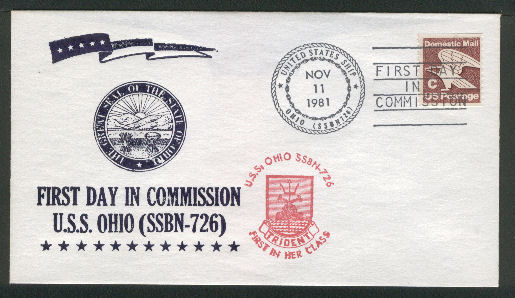 THE GREAT SEAL OF THE STATE OF OHIO
FIRST DAY IN COMMISSION
U.S.S. OHIO (SSBN-726)
UNITED STATES SHIP
NOV
11
1981
OHIO (SSBN726)
FIRST DAY
IN
COMMISSION
Domestic Mail
C
US Postage
U.S.S. OHIO SSBN-726
TRIDENT
FIRST IN HER CLASS